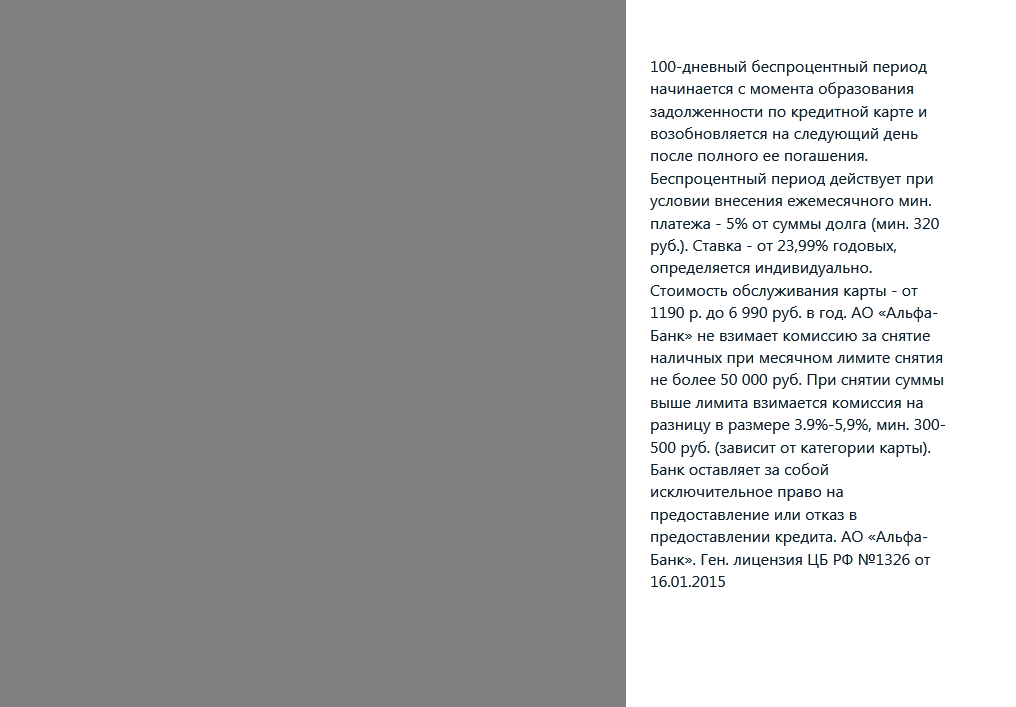 100-дневный беспроцентный период
начинается с момента образования
задолженности по кредитной карте и
возобновляется на следующий день
после полного ее погашения.
Беспроцентный период действует при
условии внесения ежемесячного мин.
платежа - 5% от суммы долга (мин. 320
руб.). Ставка - от 23,99% годовых,
определяется индивидуально.
Стоимость обслуживания карты - от
1190 р. до 6 990 руб. в год. АО «Альфа-
Банк» не взимает комиссию за снятие
наличных при месячном лимите снятия
не более 50 000 руб. При снятии суммы
выше лимита взимается комиссия на
разницу в размере 3.9%-5,9%, мин. 300-
500 руб. (зависит от категории карты).
Банк оставляет за собой
исключительное право на
предоставление или отказ в
предоставлении кредита. АО «Альфа-
Банк». Ген. лицензия ЦБ РФ №1326 от
16.01.2015